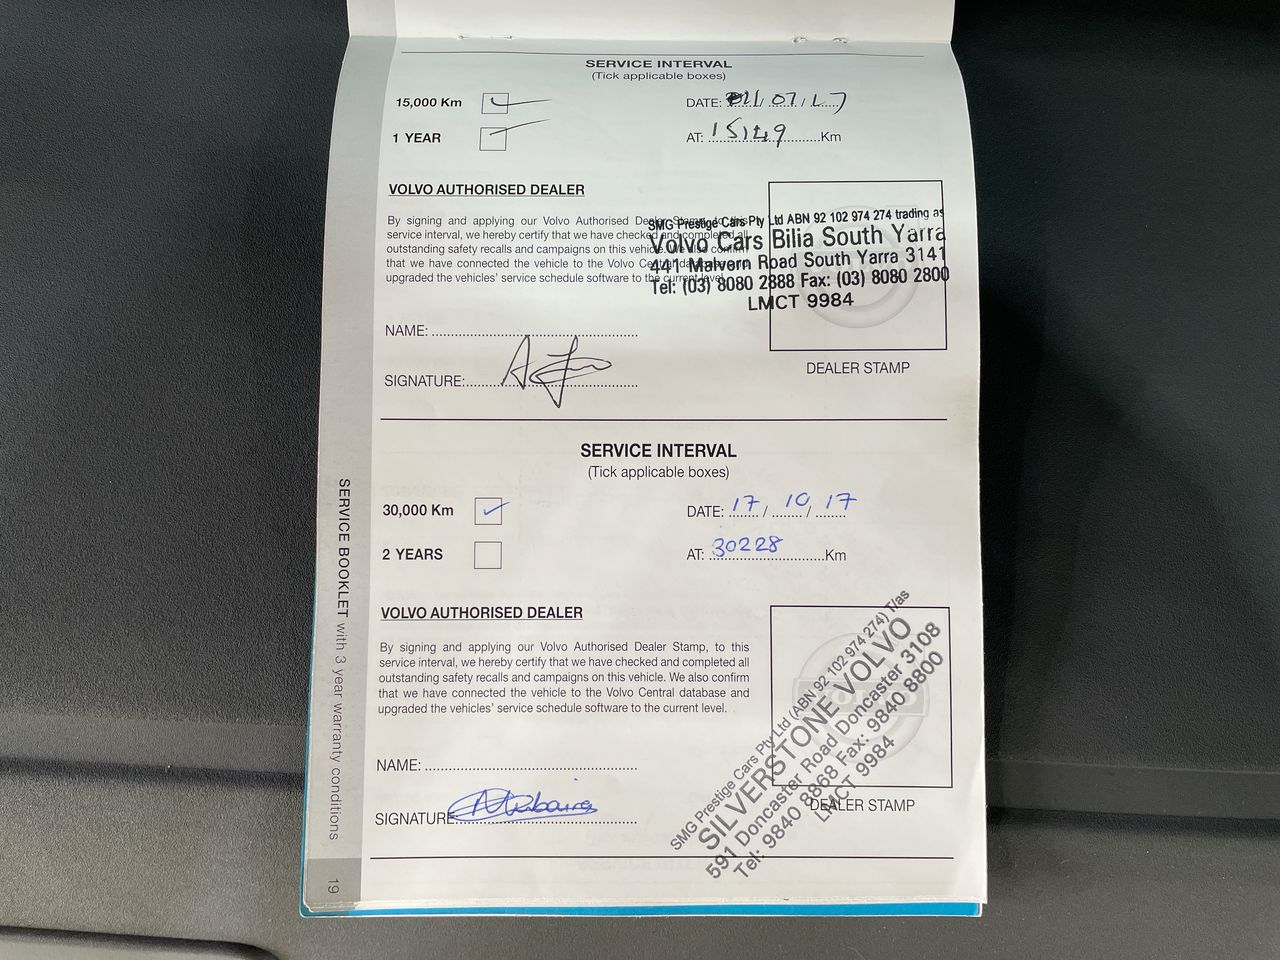 SERVICE INTERVAL
(Tick applicable boxes)
15,000 Km
DATE: /07/17
1 YEAR
AT: 15149 Km
VOLVO AUTHORISED DEALER
By signing and applying our Volvo Authorised Dealer Stamp, to this
service interval, we hereby certify that we have checked and completed all
outstanding safety recalls and campaigns on this vehicle. We also confirm
that we have connected the vehicle to the Volvo Central database and
upgraded the vehicles' service schedule software to the current level.
SMG Prestige Cars Pty Ltd ABN 92 102 974 274 trading as
Volvo Cars Bilia South Yarra
441 Malvern Road South Yarra 3141
Tel: (03) 8080 2888 Fax: (03) 8080 2800
LMCT 9984
NAME:
SIGNATURE:
DEALER STAMP
SERVICE INTERVAL
(Tick applicable boxes)
30,000 Km
DATE: 17/10/17
2 YEARS
AT: 30228 Km
VOLVO AUTHORISED DEALER
By signing and applying our Volvo Authorised Dealer Stamp, to this
service interval, we hereby certify that we have checked and completed all
outstanding safety recalls and campaigns on this vehicle. We also confirm
that we have connected the vehicle to the Volvo Central database and
upgraded the vehicles' service schedule software to the current level.
SMG Prestige Cars Pty Ltd (ABN 92 102 974 274) T/as
SILVERSTONE VOLVO
591 Doncaster Road Doncaster 3108
Tel: 9840 8868 Fax: 9840 8800
LMCT 9984
NAME:
SIGNATURE
DEALER STAMP
SERVICE BOOKLET with 3 year warranty conditions
19